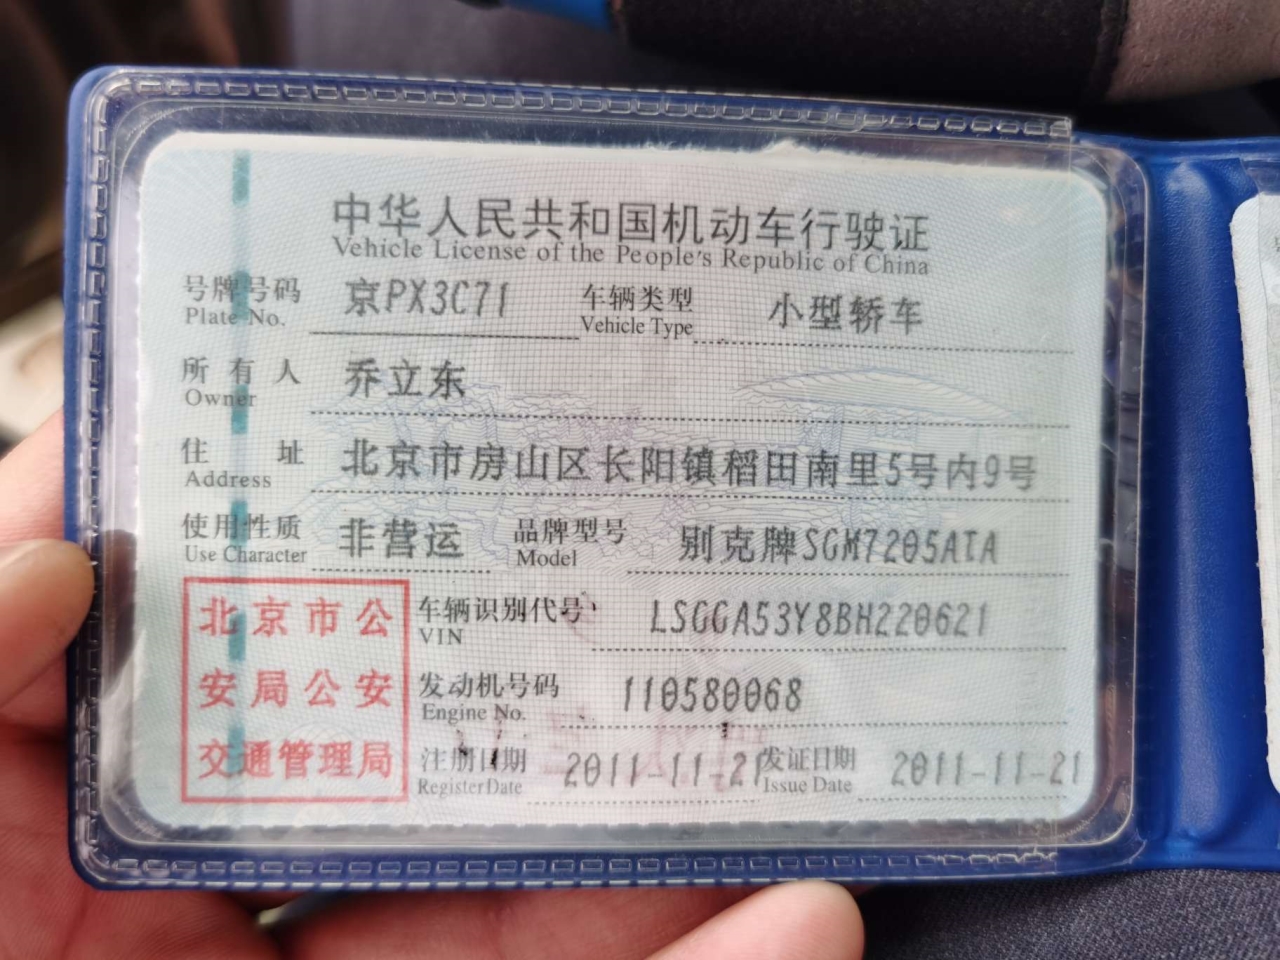 中华人民共和国机动车行驶证
Vehicle License of the People's Republic of China
号牌号码 京PX3C71 车辆类型 小型轿车
Plate No. Vehicle Type
所有人 乔立东
Owner
住址 北京市房山区长阳镇稻田南里5号内9号
Address
使用性质 非营运 品牌型号 别克牌SGM7205ATA
Use Character Model
北京市公
安局公安
交通管理局
车辆识别代号 LSGGA53Y8BH220621
VIN
发动机号码 110580068
Engine No.
注册日期 2011-11-21 发证日期 2011-11-21
Register Date Issue Date